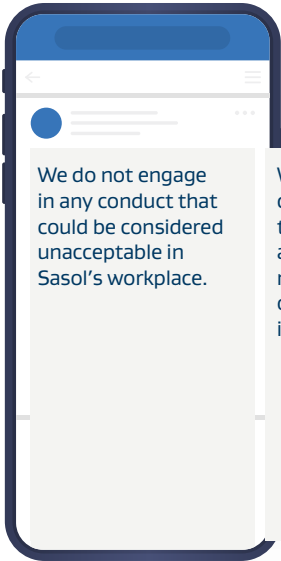 We do not engage
in any conduct that
could be considered
unacceptable in
Sasol's workplace.